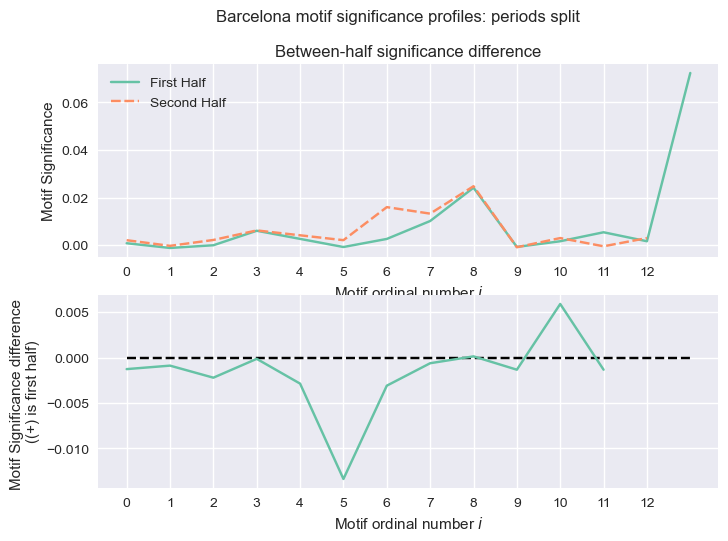 Barcelona motif significance profiles: periods split
Between-half significance difference
First Half
Second Half
Motif Significance
0.06
0.04
0.02
0.00
0 1 2 3 4 5 6 7 8 9 10 11 12
Motif ordinal number i
Motif Significance difference
((+) is first half)
0.005
0.000
−0.005
−0.010
0 1 2 3 4 5 6 7 8 9 10 11 12
Motif ordinal number i